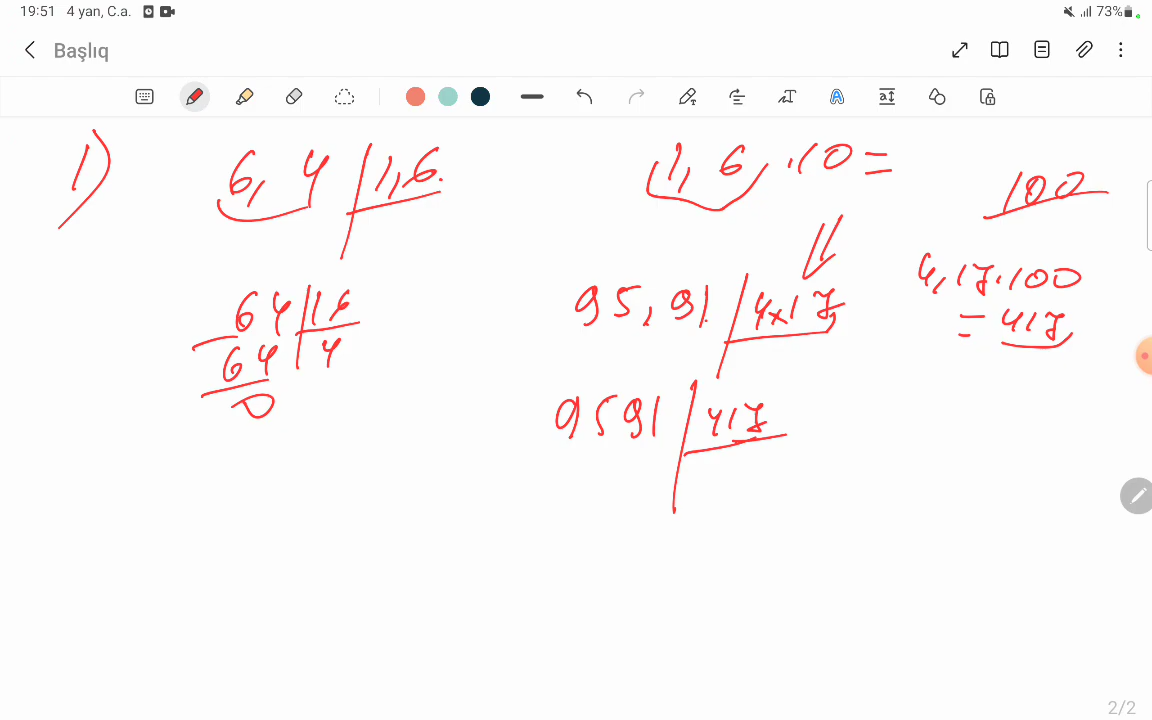 19:51 4 yan, C.a. 73%
Başlıq
1) 6,4 | 1,6 1,6 . 10 = 100
4,17 . 100
= 417
64 | 16
64 4
0
95,91 | 4,17
9591 | 417
2/2